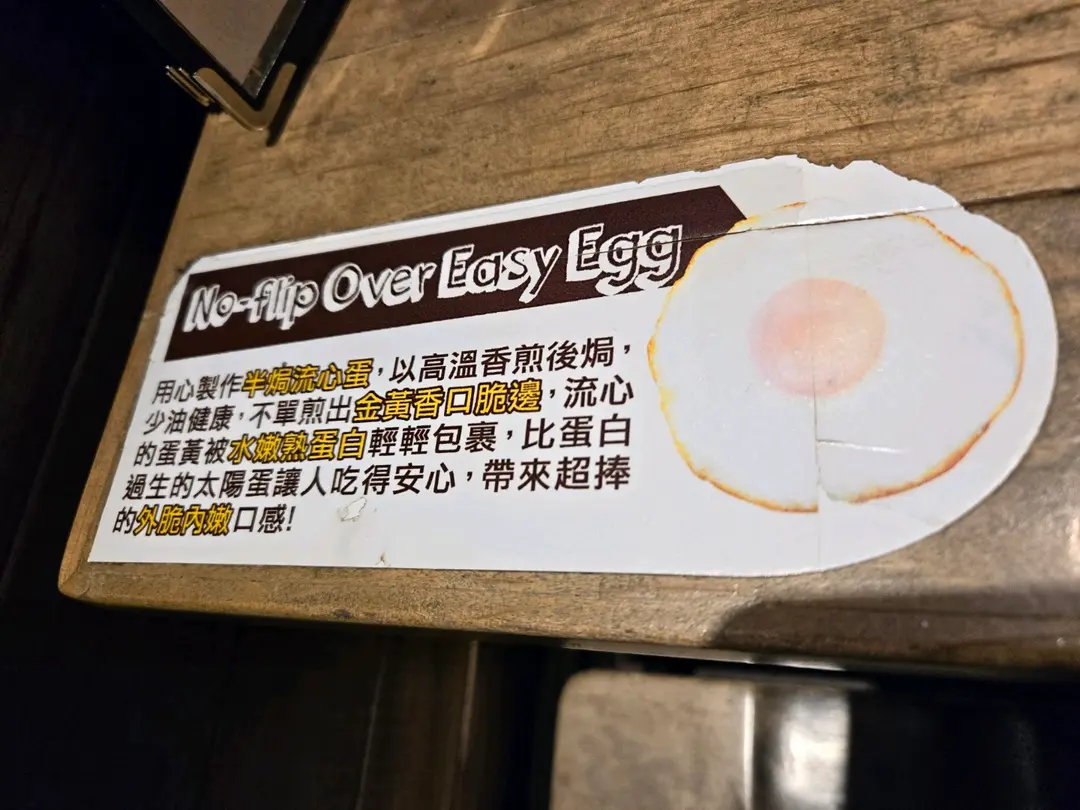 No-flip Over Easy Egg
用心製作半焗流心蛋，以高溫香煎後焗，
少油健康，不單煎出金黃香口脆邊，流心
的蛋黃被水嫩熟蛋白輕輕包裹，比蛋白
過生的太陽蛋讓人吃得安心，帶來超捧
的外脆內嫩口感!